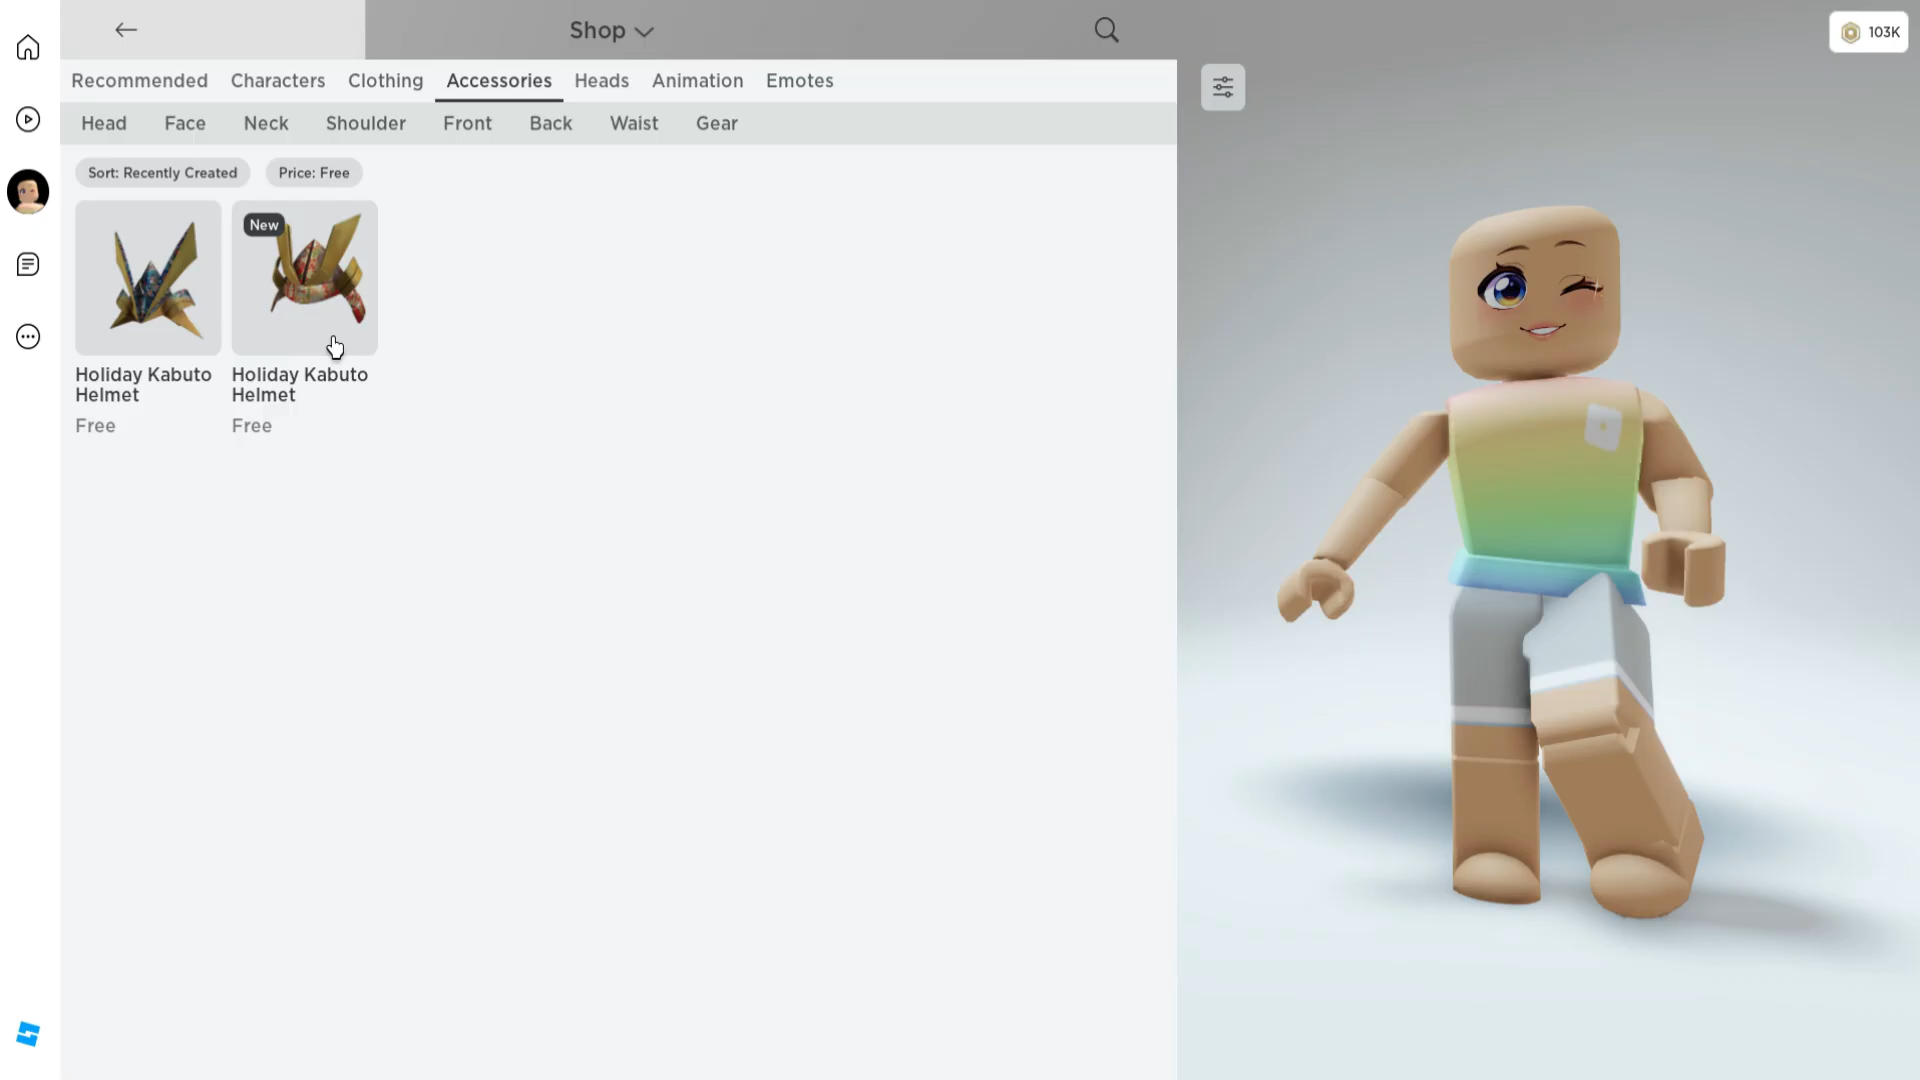 Shop
103K
Recommended Characters Clothing Accessories Heads Animation Emotes
Head Face Neck Shoulder Front Back Waist Gear
Sort: Recently Created Price: Free
New
Holiday Kabuto
Helmet
Free
Holiday Kabuto
Helmet
Free